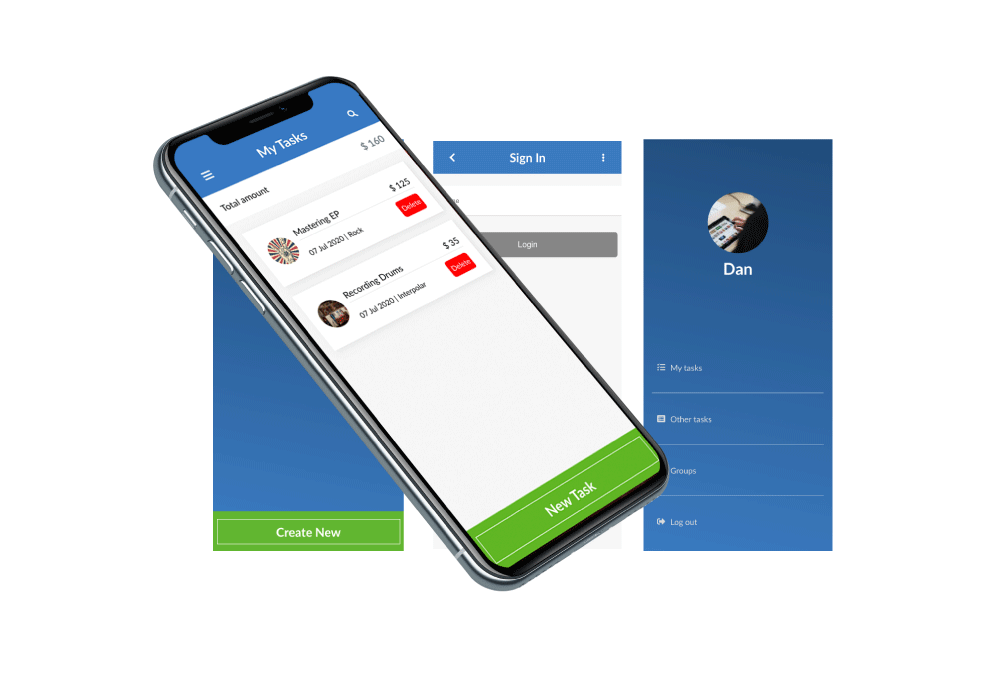 My Tasks
Total amount
$ 160
Mastering EP
$ 125
07 Jul 2020 | Rock
Delete
Recording Drums
$ 35
07 Jul 2020 | Interpolar
Delete
New Task
Create New
Sign In
Login
Dan
My tasks
Other tasks
Groups
Log out